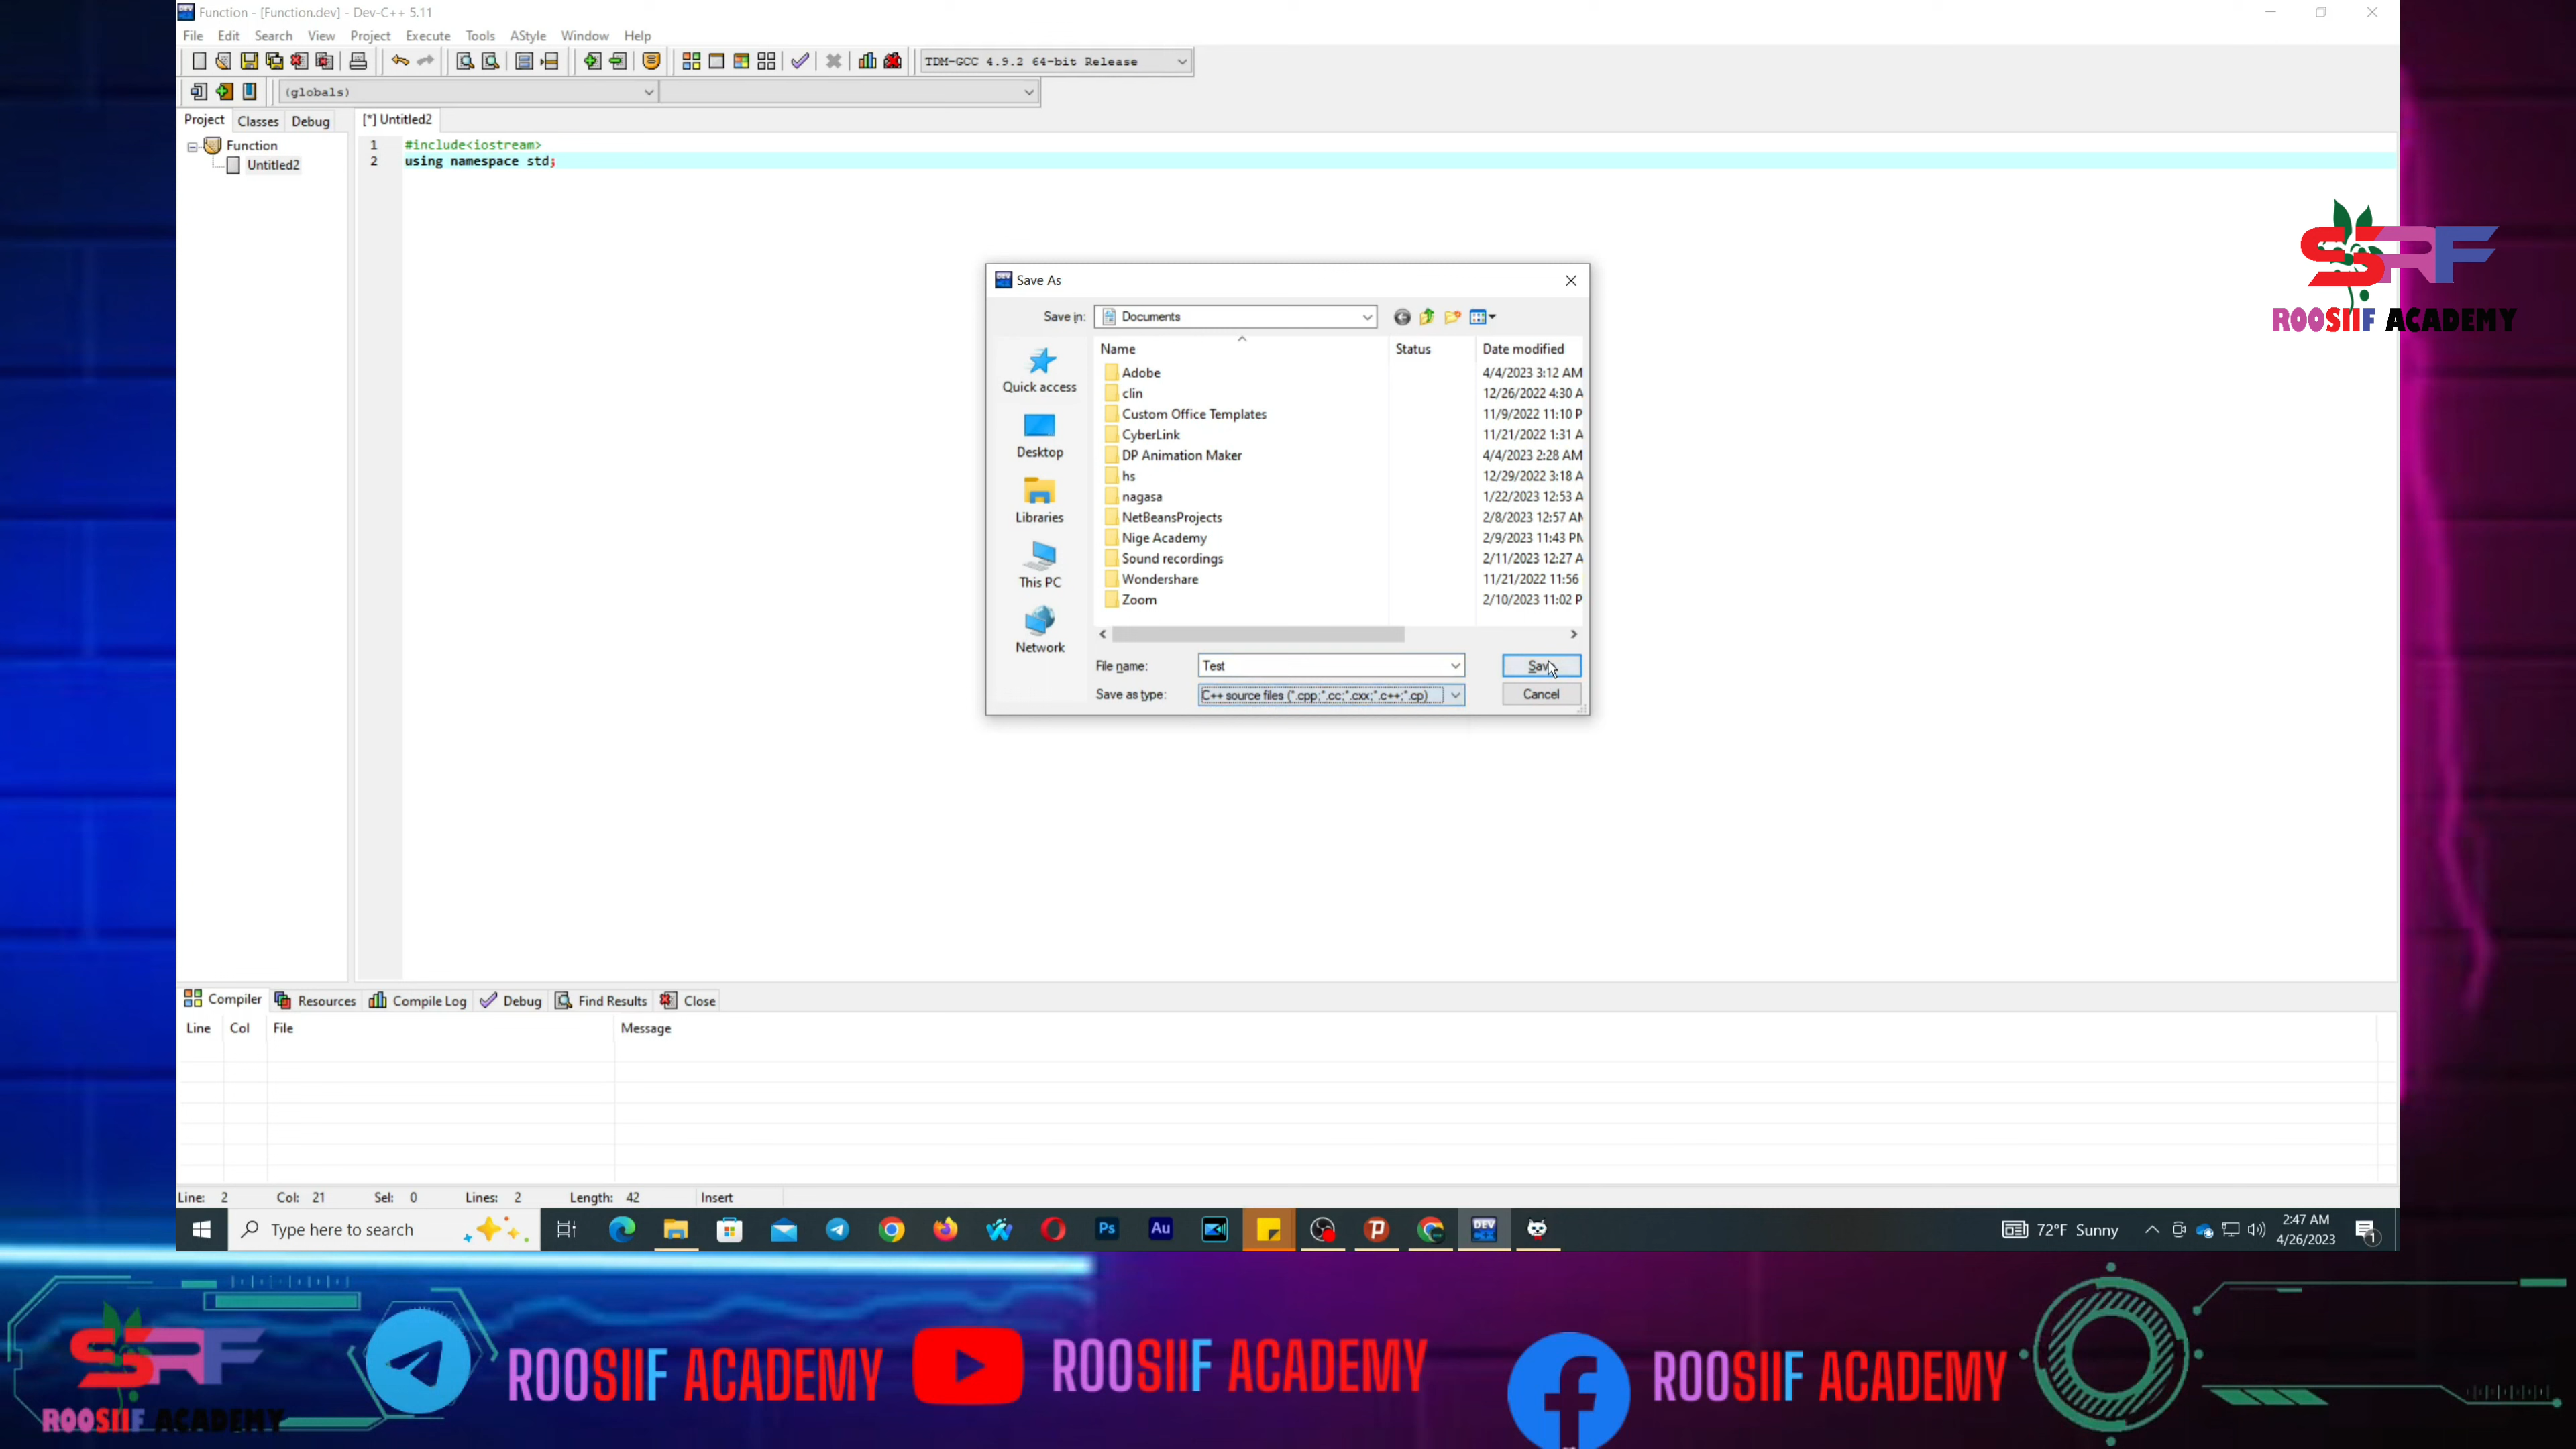 Function - [Function.dev] - Dev-C++ 5.11
File Edit Search View Project Execute Tools AStyle Window Help
TDM-GCC 4.9.2 64-bit Release
(globals)
Project Classes Debug
[*] Untitled2
Function
Untitled2
1 #include<iostream>
2 using namespace std;
Save As
Save in: Documents
Quick access
Desktop
Libraries
This PC
Network
Name Status Date modified
Adobe 4/4/2023 3:12 AM
clin 12/26/2022 4:30 A
Custom Office Templates 11/9/2022 11:10 P
CyberLink 11/21/2022 1:31 A
DP Animation Maker 4/4/2023 2:28 AM
hs 12/29/2022 3:18 A
nagasa 1/22/2023 12:53 A
NetBeansProjects 2/8/2023 12:57 AM
Nige Academy 2/9/2023 11:43 PM
Sound recordings 2/11/2023 12:27 A
Wondershare 11/21/2022 11:56
Zoom 2/10/2023 11:02 P
File name: Test
Save
Save as type: C++ source files (*.cpp;*.cc;*.cxx;*.c++;*.cp)
Cancel
SRF
ROOSIIF ACADEMY
Compiler Resources Compile Log Debug Find Results Close
Line Col File Message
Line: 2 Col: 21 Sel: 0 Lines: 2 Length: 42 Insert
Type here to search
Ps
Au
DEV
72°F Sunny
2:47 AM
4/26/2023
1
SRF
ROOSIIF ACADEMY
ROOSIIF ACADEMY
ROOSIIF ACADEMY
ROOSIIF ACADEMY